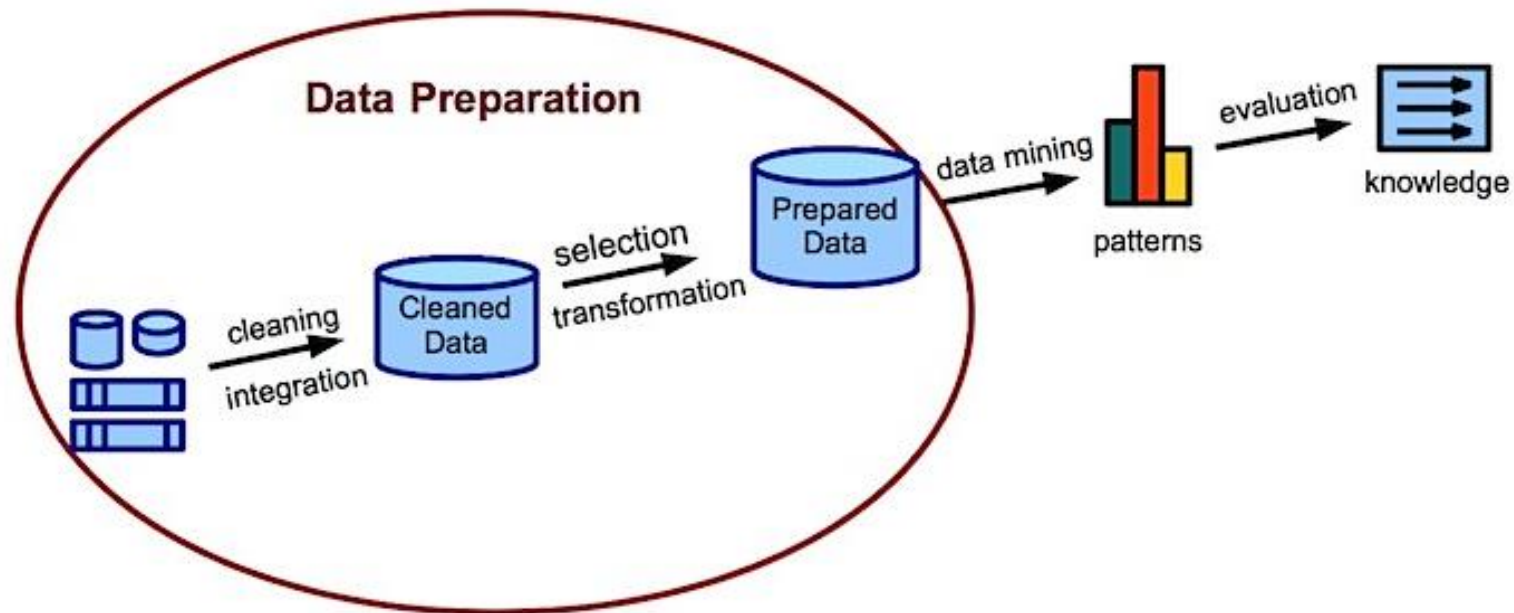 Data Preparation
cleaning
integration
Cleaned
Data
selection
transformation
Prepared
Data
data mining
patterns
evaluation
knowledge